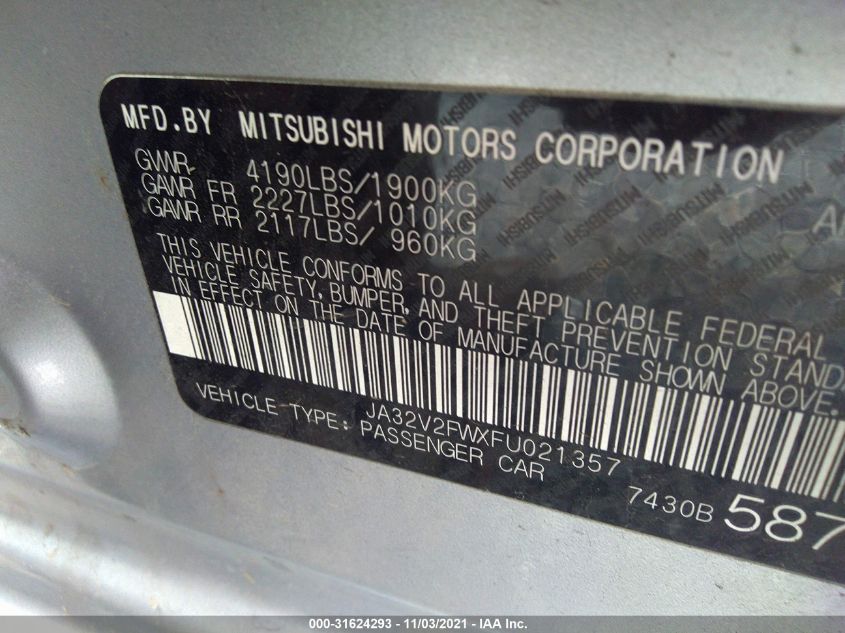 MFD.BY MITSUBISHI MOTORS CORPORATION
GVWR 4190LBS/1900KG
GAWR FR 2227LBS/1010KG
GAWR RR 2117LBS/ 960KG
THIS VEHICLE CONFORMS TO ALL APPLICABLE FEDERAL
VEHICLE SAFETY, BUMPER, AND THEFT PREVENTION STANDA
IN EFFECT ON THE DATE OF MANUFACTURE SHOWN ABOVE.
JA32V2FWXFU021357
VEHICLE TYPE: PASSENGER CAR
7430B 587
000-31624293 - 11/03/2021 - IAA Inc.